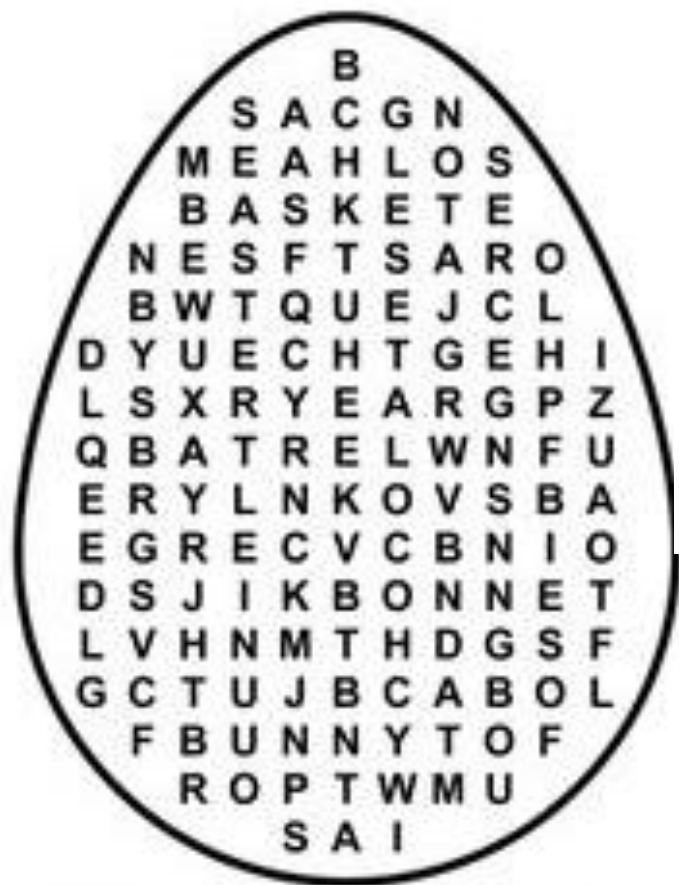 B
S A C G N
M E A H L O S
B A S K E T E
N E S F T S A R O
B W T Q U E J C L
D Y U E C H T G E H I
L S X R Y E A R G P Z
Q B A T R E L W N F U
E R Y L N K O V S B A
E G R E C V C B N I O
D S J I K B O N N E T
L V H N M T H D G S F
G C T U J B C A B O L
F B U N N Y T O F
R O P T W M U
S A I